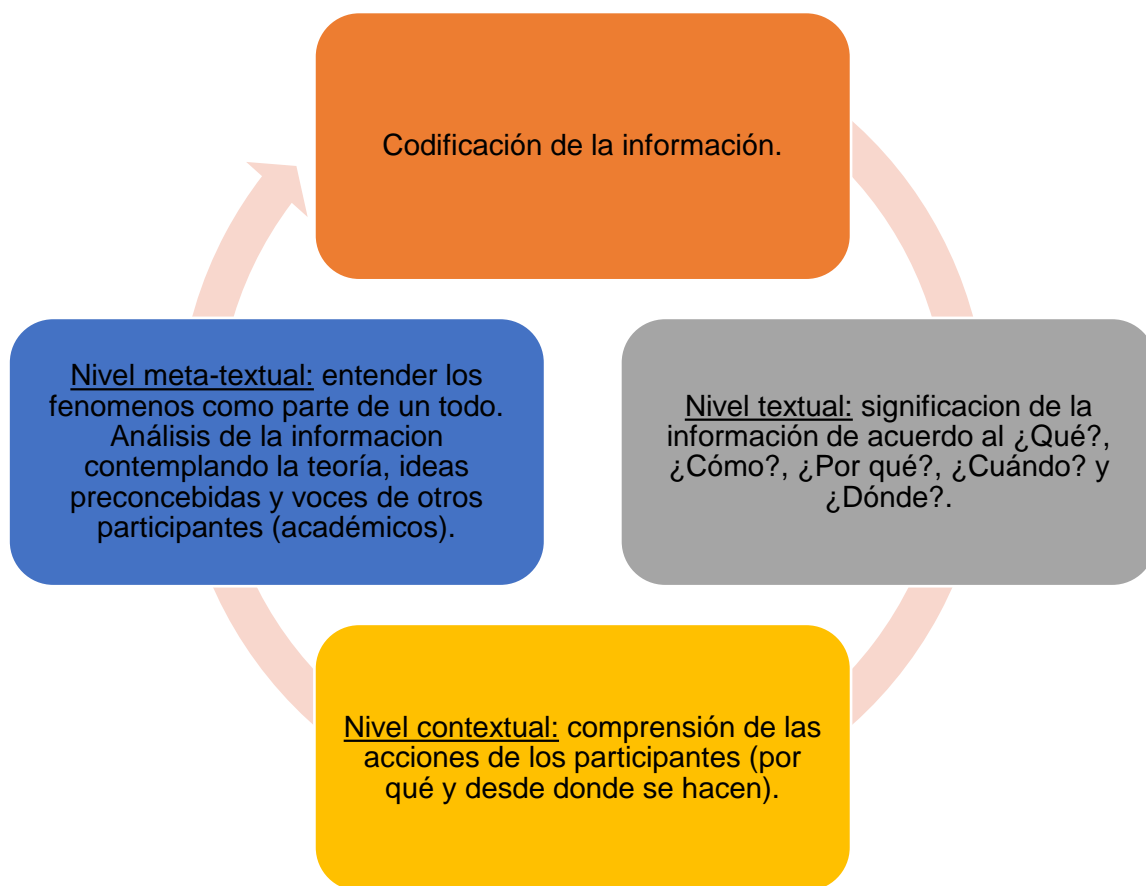 Codificación de la información.
Nivel meta-textual: entender los
fenomenos como parte de un todo.
Análisis de la informacion
contemplando la teoría, ideas
preconcebidas y voces de otros
participantes (académicos).
Nivel textual: significacion de la
información de acuerdo al ¿Qué?,
¿Cómo?, ¿Por qué?, ¿Cuándo? y
¿Dónde?.
Nivel contextual: comprensión de las
acciones de los participantes (por
qué y desde donde se hacen).